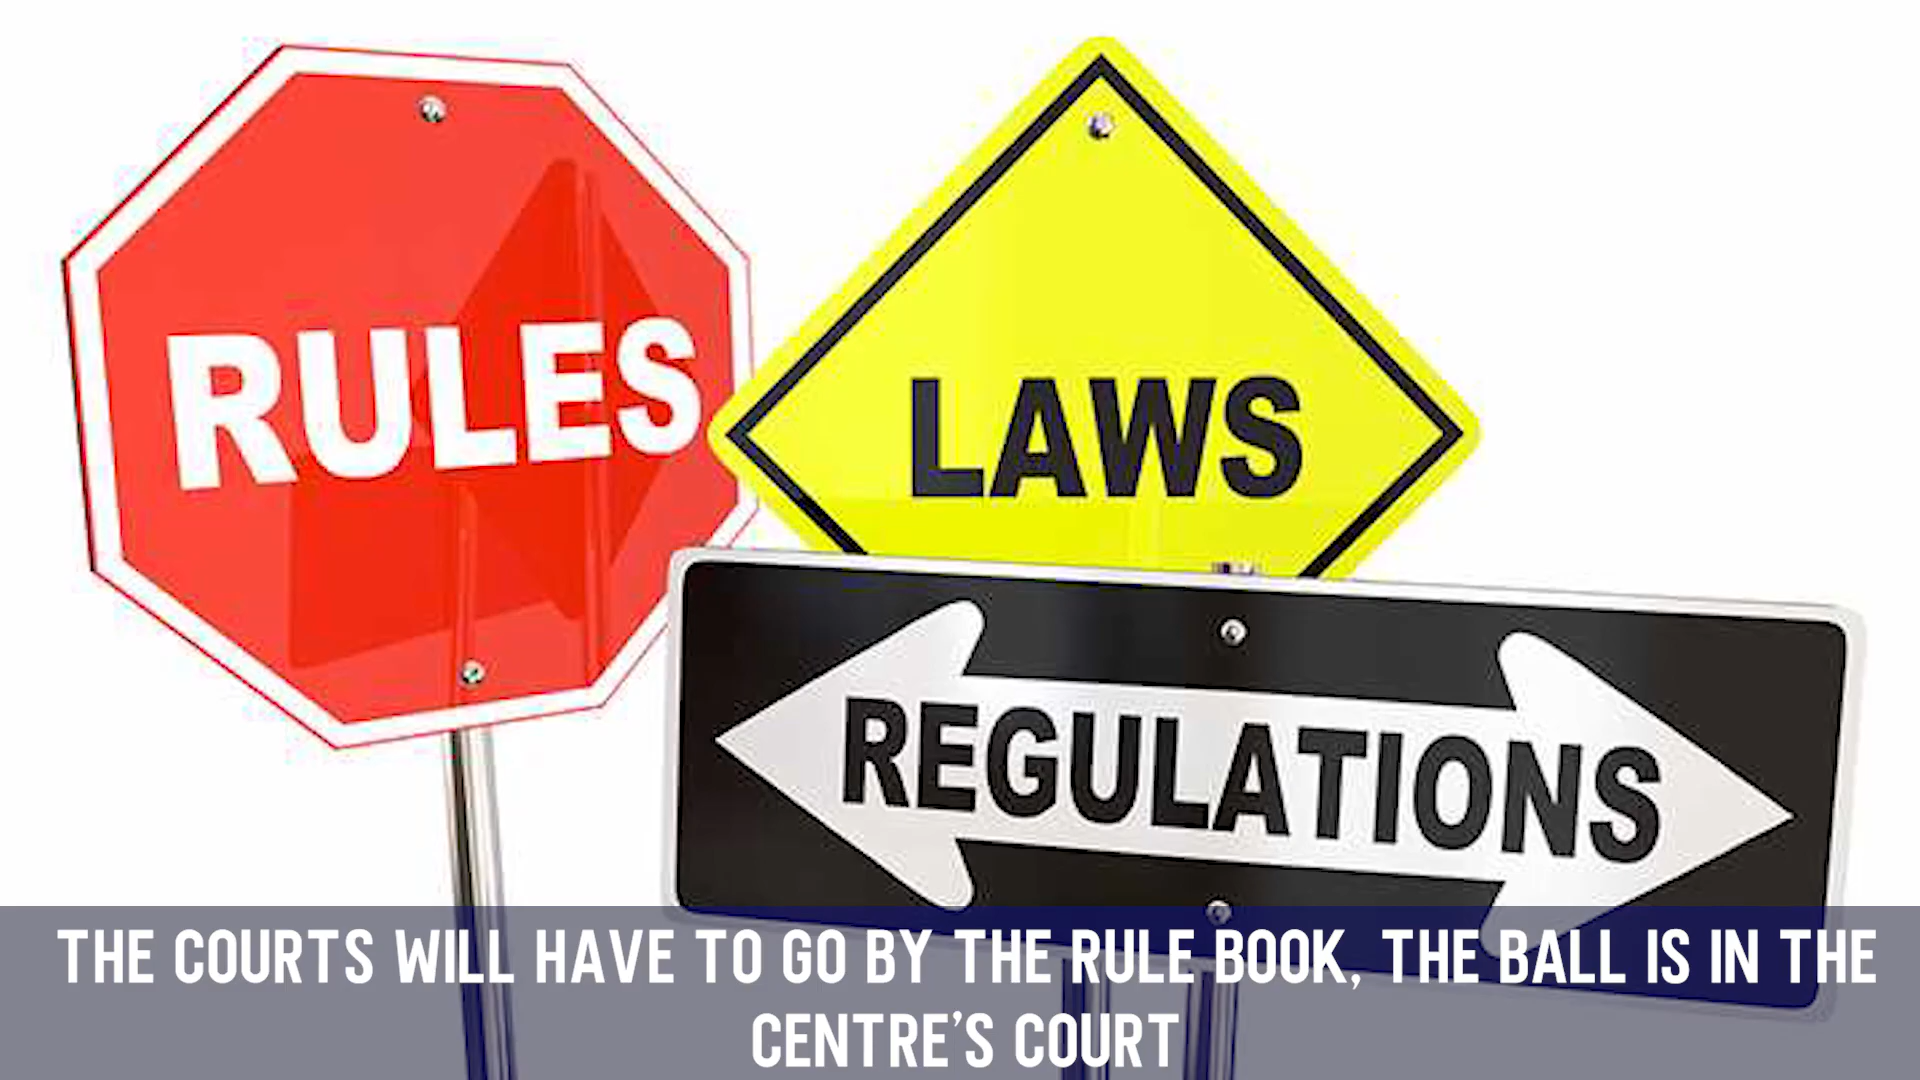 RULES
LAWS
REGULATIONS
THE COURTS WILL HAVE TO GO BY THE RULE BOOK, THE BALL IS IN THE
CENTRE'S COURT